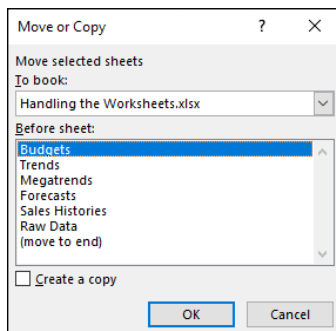 Move or Copy ? ×
Move selected sheets
To book:
Handling the Worksheets.xlsx
Before sheet:
Budgets
Trends
Megatrends
Forecasts
Sales Histories
Raw Data
(move to end)
Create a copy
OK Cancel